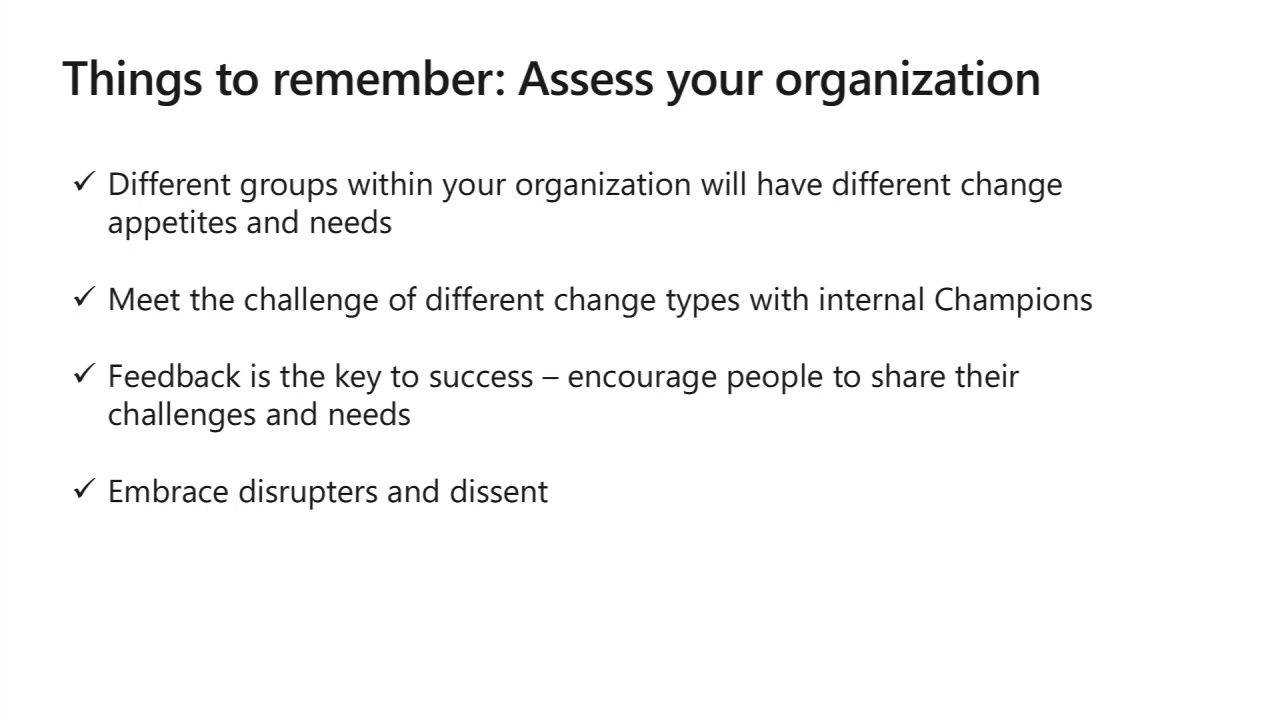 Things to remember: Assess your organization
✓ Different groups within your organization will have different change
appetites and needs
✓ Meet the challenge of different change types with internal Champions
✓ Feedback is the key to success – encourage people to share their
challenges and needs
✓ Embrace disrupters and dissent